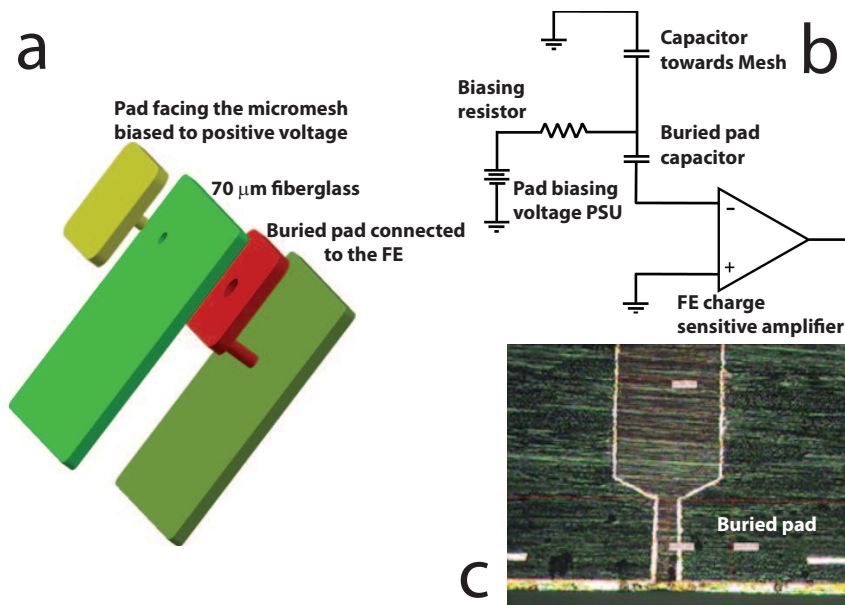 a
Pad facing the micromesh
biased to positive voltage
70 μm fiberglass
Buried pad connected
to the FE
b
Capacitor
towards Mesh
Biasing
resistor
Buried pad
capacitor
Pad biasing
voltage PSU
−
+
FE charge
sensitive amplifier
c
Buried pad